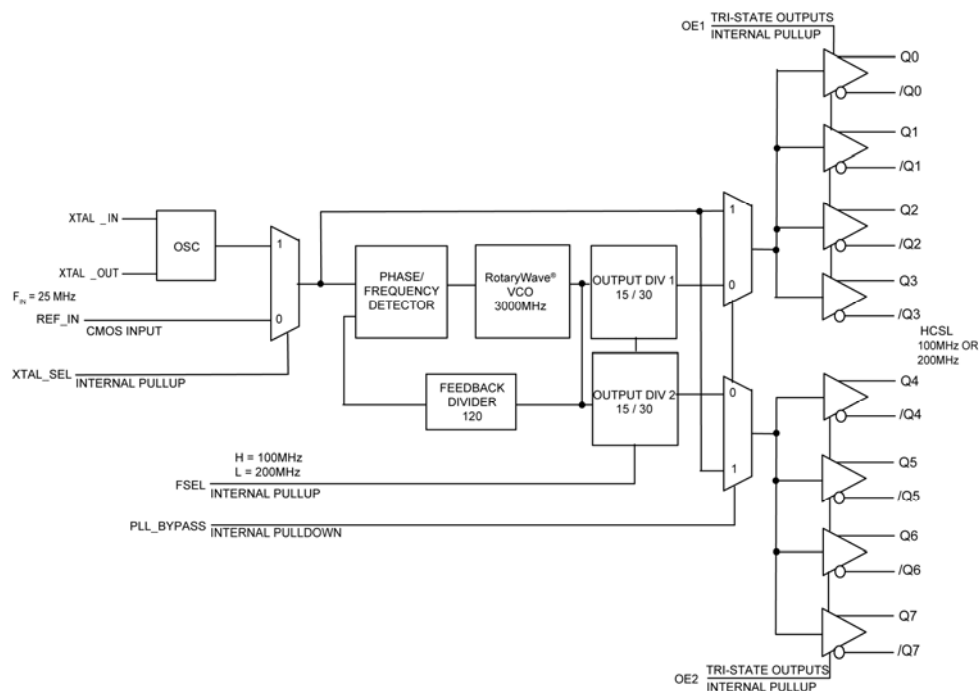 OE1 TRI-STATE OUTPUTS
INTERNAL PULLUP
Q0
/Q0
Q1
/Q1
Q2
/Q2
Q3
/Q3
HCSL
100MHz OR
200MHz
XTAL _IN
XTAL _OUT
OSC
1
0
F_IN = 25 MHz
REF_IN
CMOS INPUT
XTAL_SEL
INTERNAL PULLUP
PHASE/
FREQUENCY
DETECTOR
RotaryWave®
VCO
3000MHz
OUTPUT DIV 1
15 / 30
1
0
FEEDBACK
DIVIDER
120
OUTPUT DIV 2
15 / 30
0
1
H = 100MHz
L = 200MHz
FSEL
INTERNAL PULLUP
PLL_BYPASS
INTERNAL PULLDOWN
Q4
/Q4
Q5
/Q5
Q6
/Q6
Q7
/Q7
OE2 TRI-STATE OUTPUTS
INTERNAL PULLUP